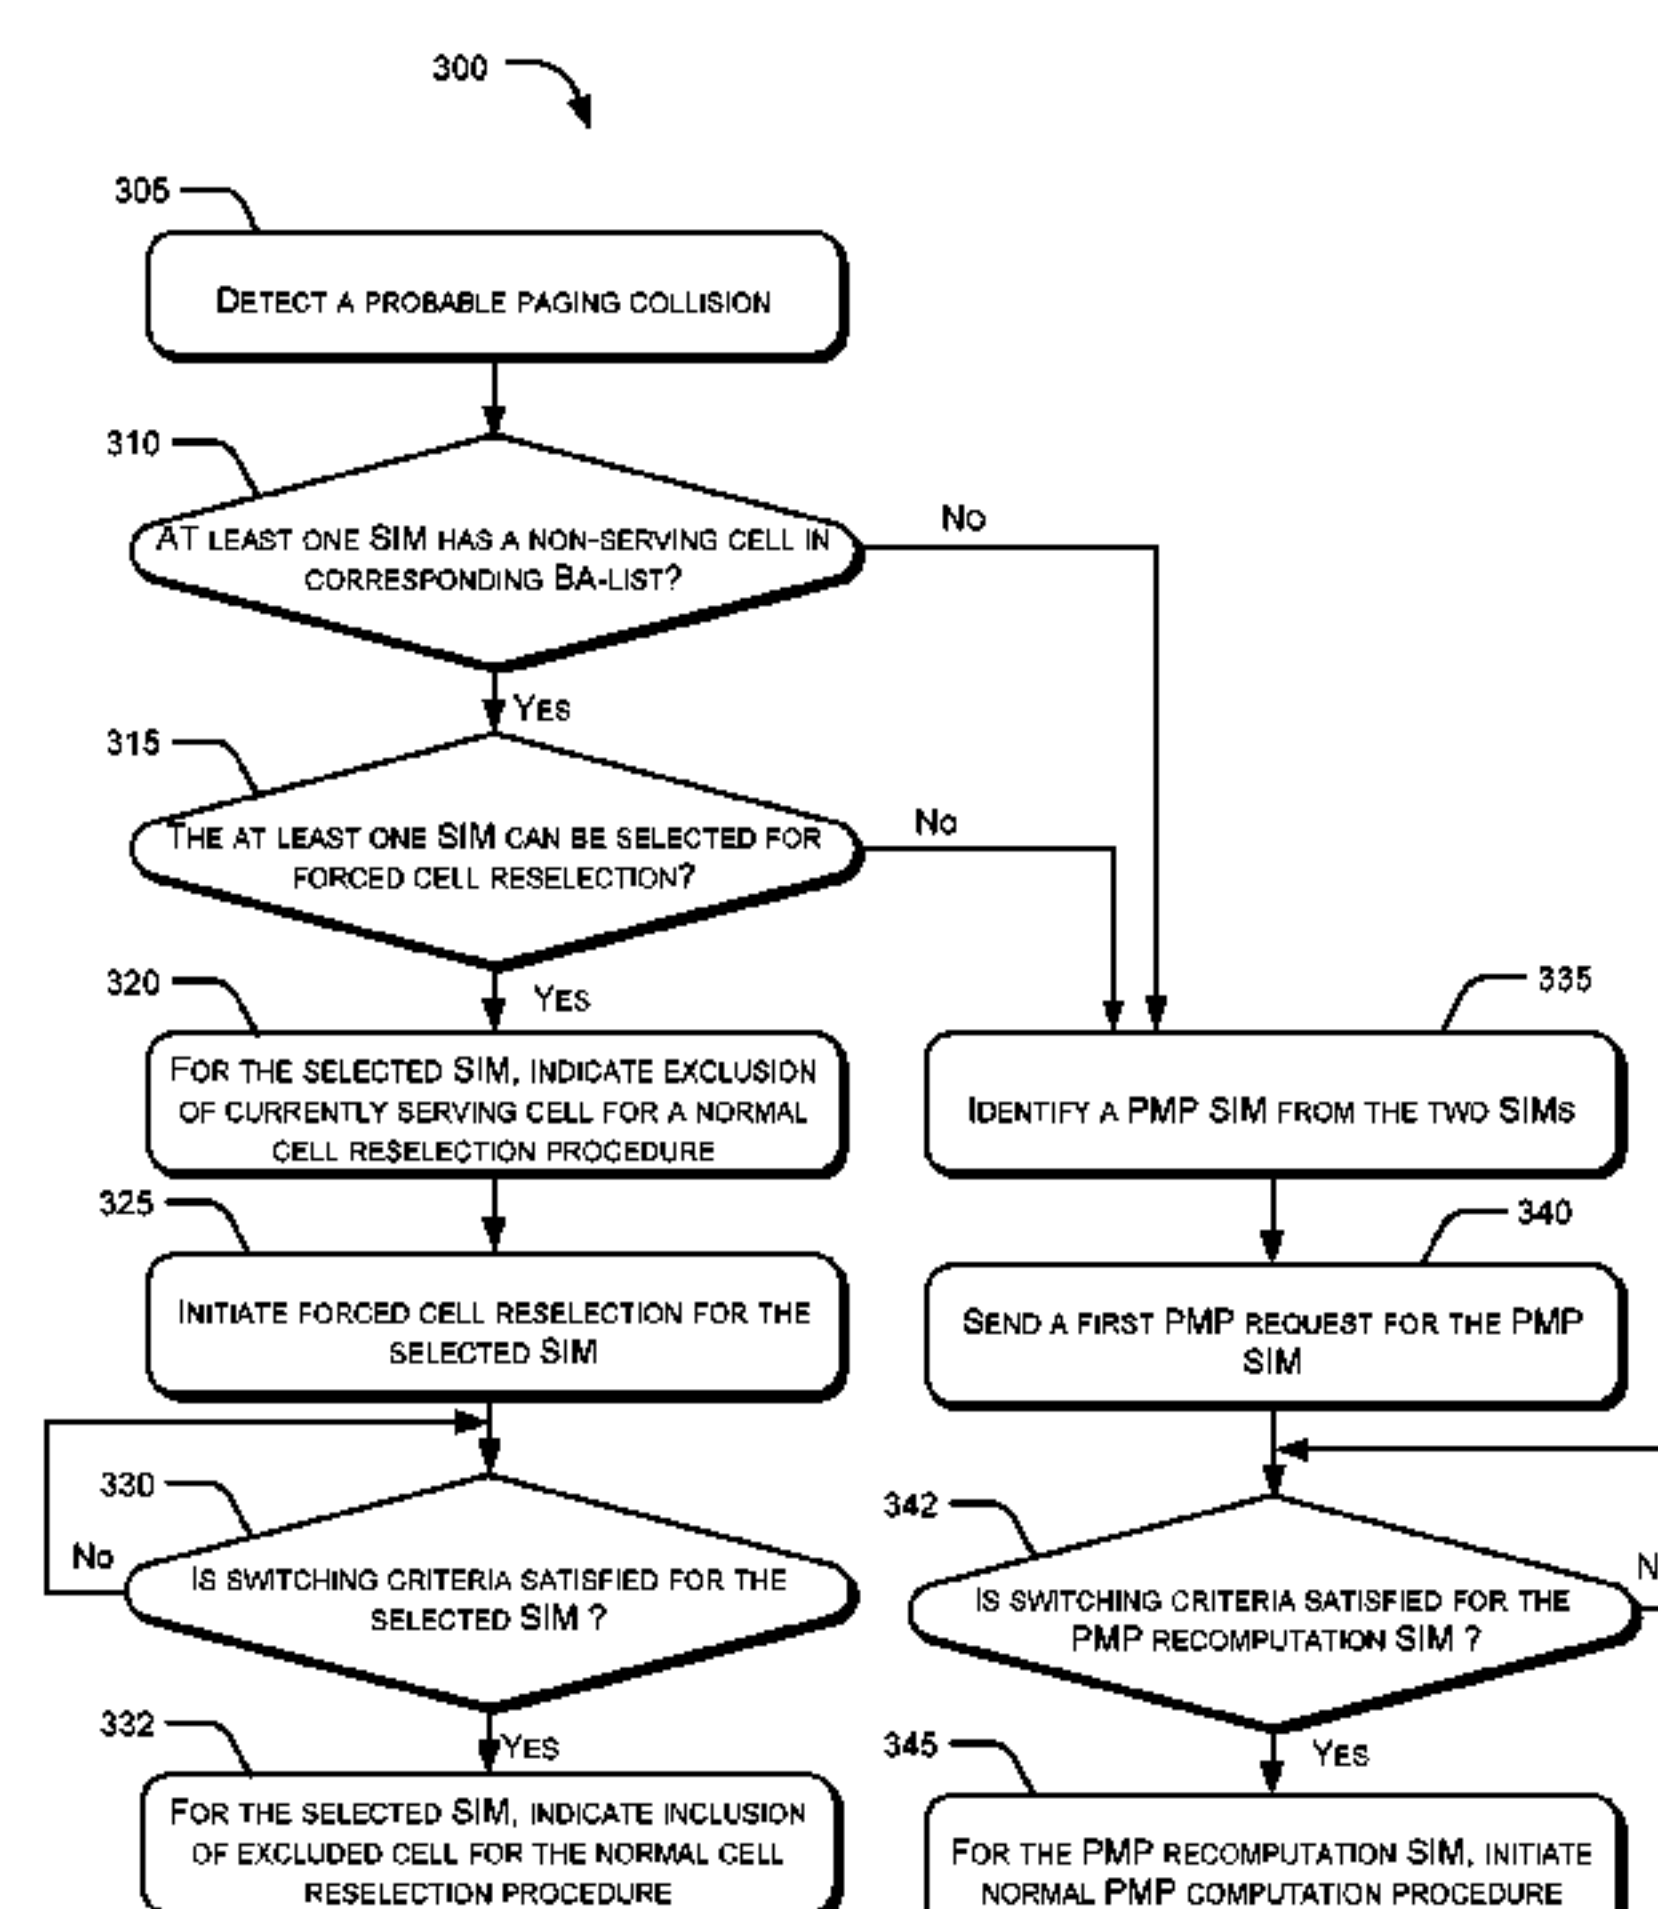 300
305
DETECT A PROBABLE PAGING COLLISION
310
AT LEAST ONE SIM HAS A NON-SERVING CELL IN
CORRESPONDING BA-LIST?
No
YES
315
THE AT LEAST ONE SIM CAN BE SELECTED FOR
FORCED CELL RESELECTION?
No
YES
320
FOR THE SELECTED SIM, INDICATE EXCLUSION
OF CURRENTLY SERVING CELL FOR A NORMAL
CELL RESELECTION PROCEDURE
325
INITIATE FORCED CELL RESELECTION FOR THE
SELECTED SIM
330
No
IS SWITCHING CRITERIA SATISFIED FOR THE
SELECTED SIM ?
YES
332
FOR THE SELECTED SIM, INDICATE INCLUSION
OF EXCLUDED CELL FOR THE NORMAL CELL
RESELECTION PROCEDURE
335
IDENTIFY A PMP SIM FROM THE TWO SIMS
340
SEND A FIRST PMP REQUEST FOR THE PMP
SIM
342
IS SWITCHING CRITERIA SATISFIED FOR THE
PMP RECOMPUTATION SIM ?
YES
345
FOR THE PMP RECOMPUTATION SIM, INITIATE
NORMAL PMP COMPUTATION PROCEDURE